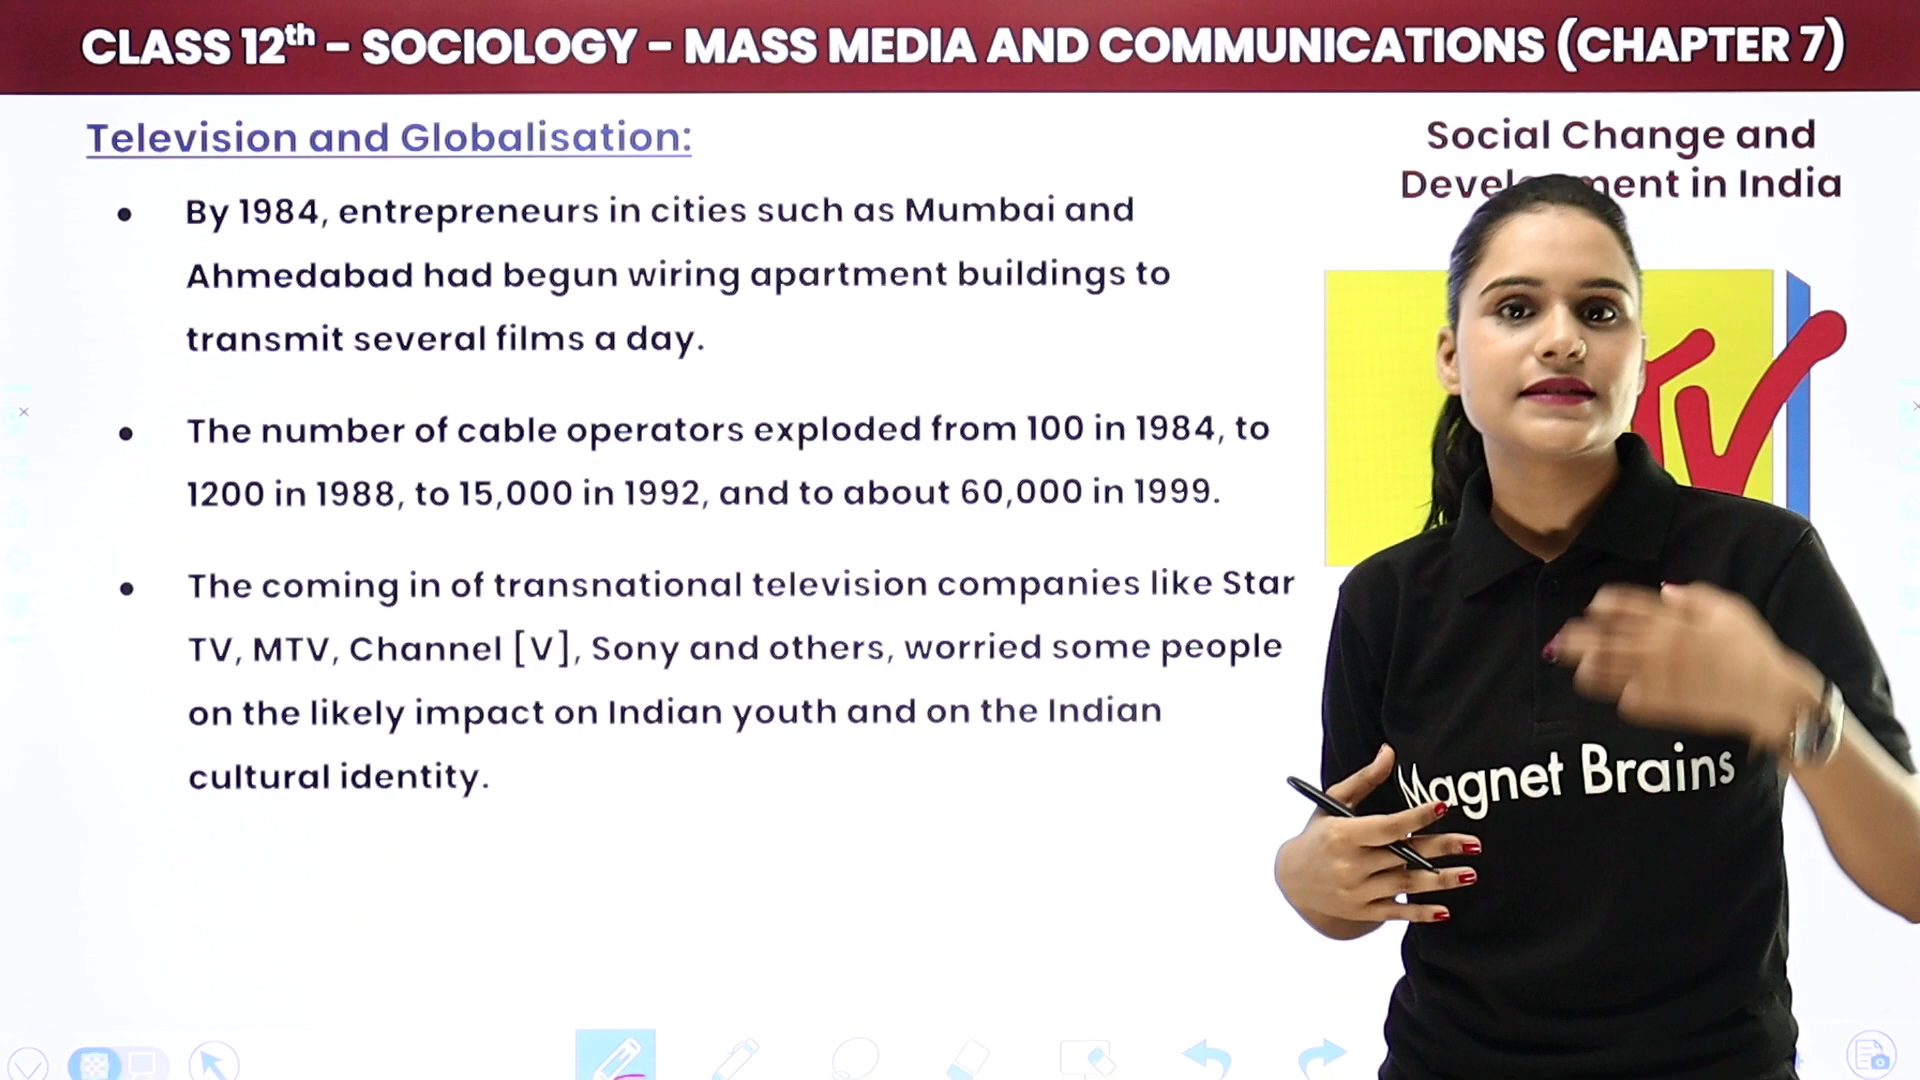 CLASS 12th – SOCIOLOGY – MASS MEDIA AND COMMUNICATIONS (CHAPTER 7)
Television and Globalisation:
Social Change and
Development in India
• By 1984, entrepreneurs in cities such as Mumbai and
Ahmedabad had begun wiring apartment buildings to
transmit several films a day.
• The number of cable operators exploded from 100 in 1984, to
1200 in 1988, to 15,000 in 1992, and to about 60,000 in 1999.
• The coming in of transnational television companies like Star
TV, MTV, Channel [V], Sony and others, worried some people
on the likely impact on Indian youth and on the Indian
cultural identity.
TV
Magnet Brains